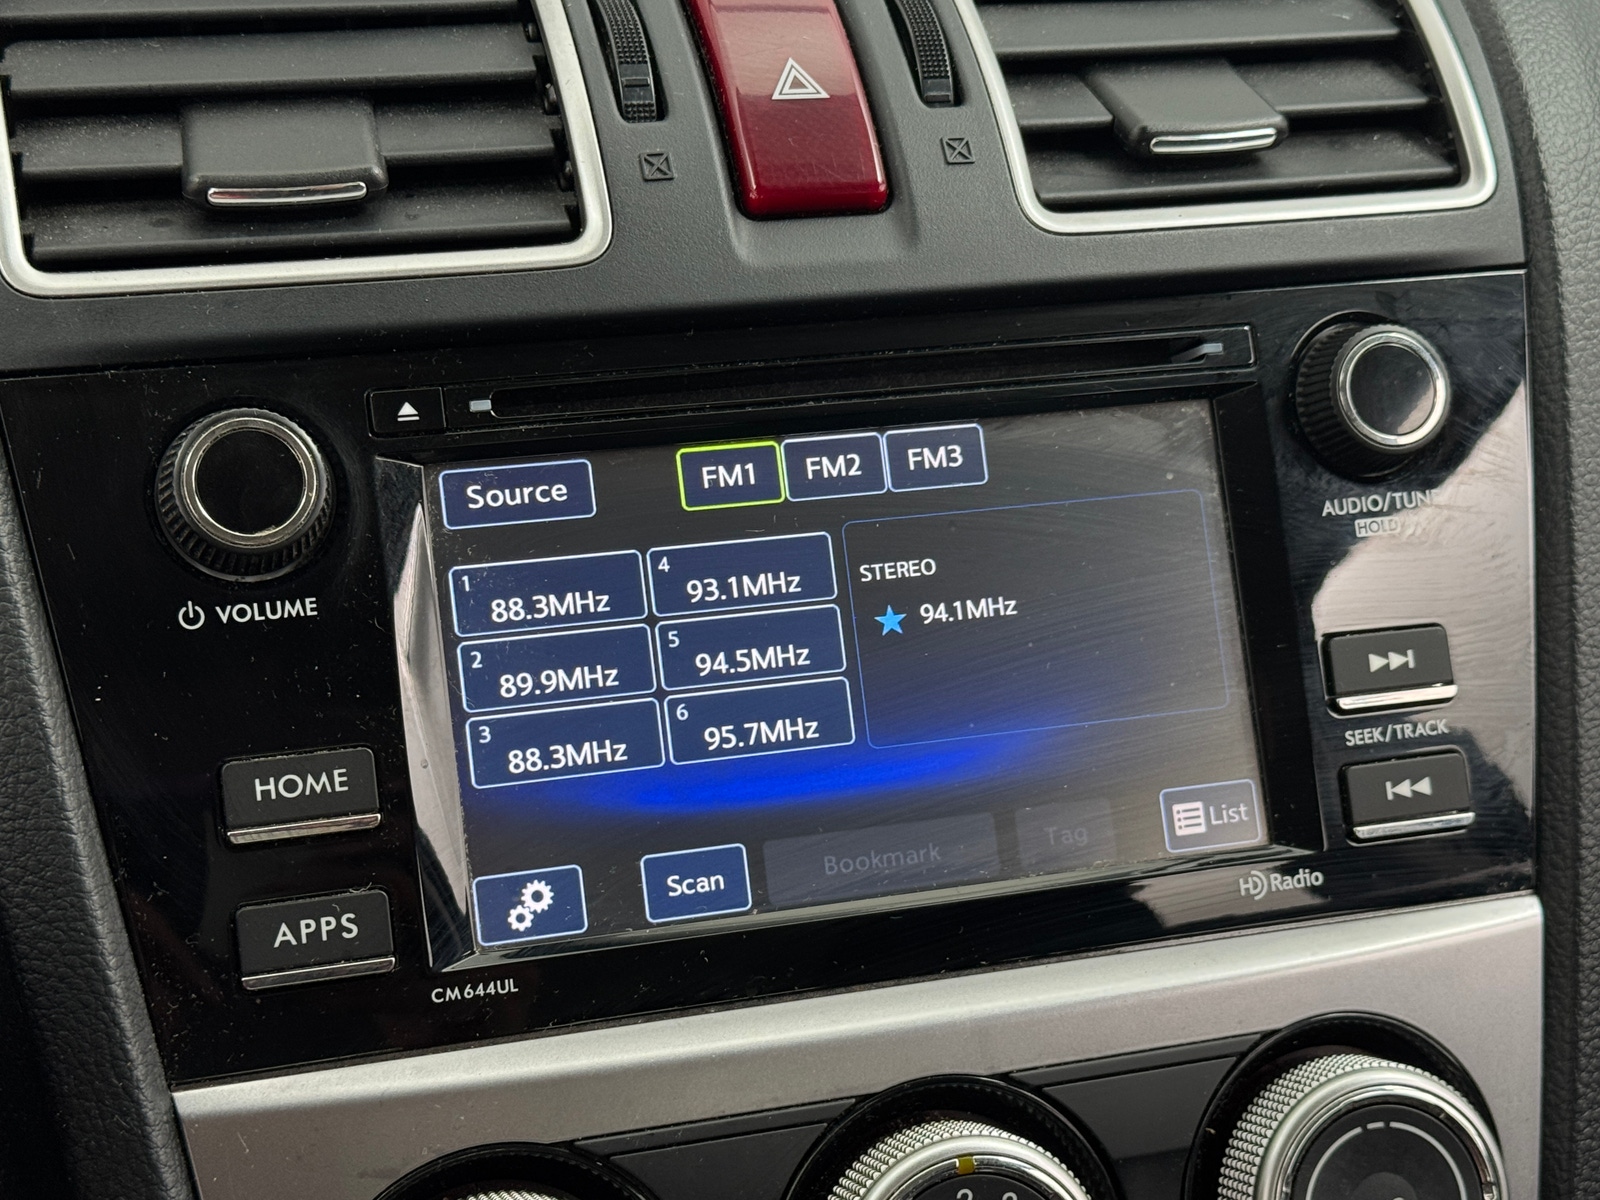 Source
FM1 FM2 FM3
1 88.3MHz
4 93.1MHz
2 89.9MHz
5 94.5MHz
3 88.3MHz
6 95.7MHz
STEREO
94.1MHz
Scan
Bookmark
Tag
List
VOLUME
HOME
APPS
CM644UL
AUDIO/TUNE
HOLD
SEEK/TRACK
HD Radio